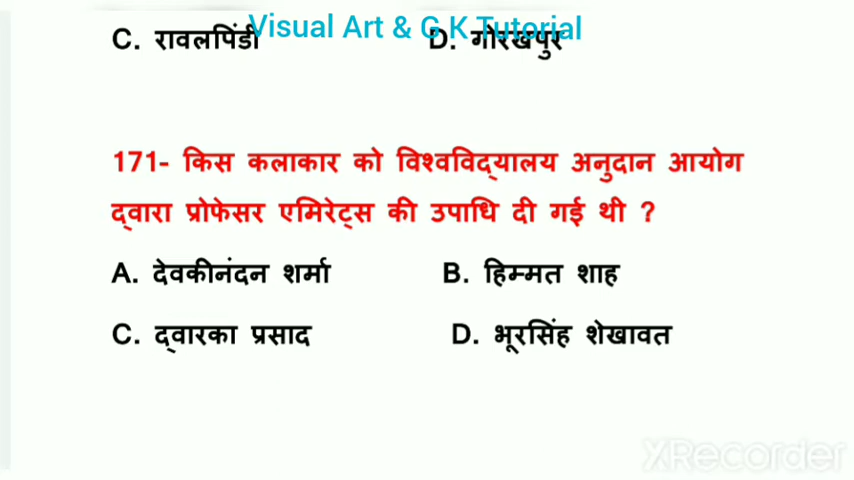 Visual Art & G K Tutorial
C. रावलपिंडी D. गोरखपुर
171- किस कलाकार को विश्वविद्यालय अनुदान आयोग
द्वारा प्रोफेसर एमिरेट्स की उपाधि दी गई थी ?
A. देवकीनंदन शर्मा B. हिम्मत शाह
C. द्वारका प्रसाद D. भूरसिंह शेखावत
XRecorder